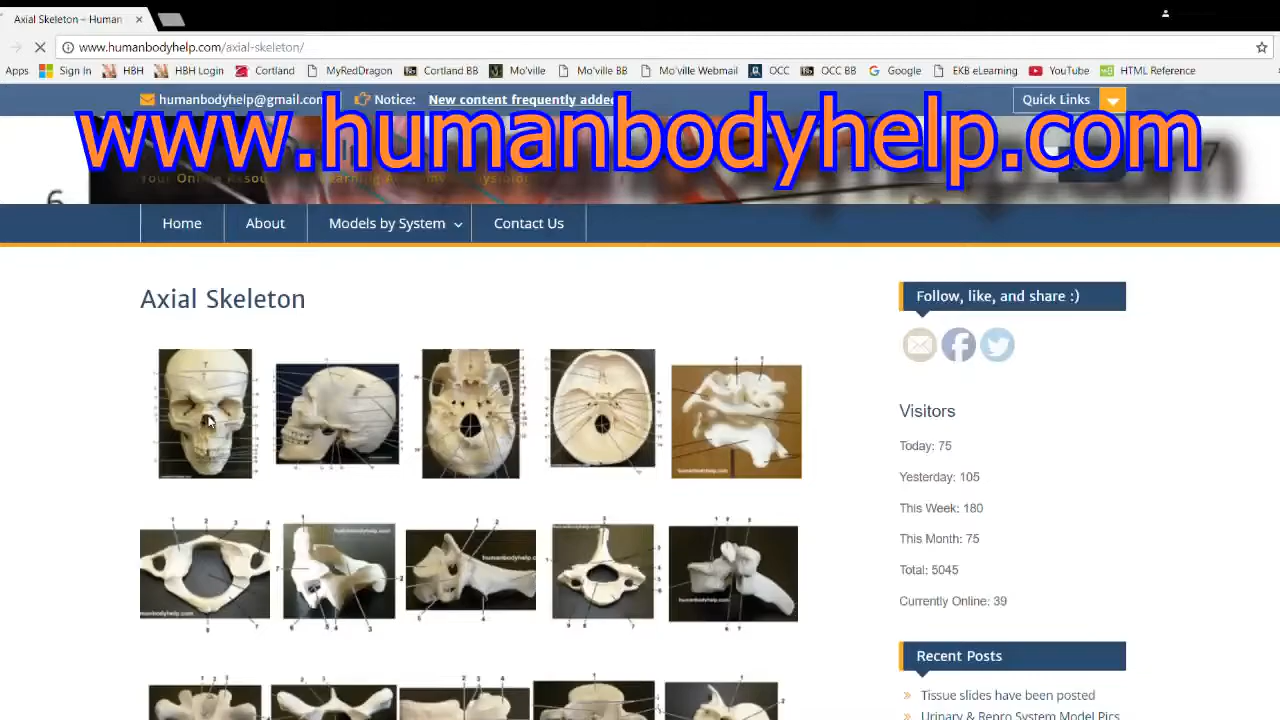 Axial Skeleton – Human
www.humanbodyhelp.com/axial-skeleton/
Apps Sign In HBH HBH Login Cortland MyRedDragon Cortland BB Mo'ville Mo'ville BB Mo'ville Webmail OCC OCC BB Google EKB eLearning YouTube HTML Reference
humanbodyhelp@gmail.com Notice: New content frequently added Quick Links
www.humanbodyhelp.com
Your Online
Home About Models by System Contact Us
Axial Skeleton
Follow, like, and share :)
Visitors
Today: 75
Yesterday: 105
This Week: 180
This Month: 75
Total: 5045
Currently Online: 39
Recent Posts
Tissue slides have been posted
Urinary & Repro System Model Pics